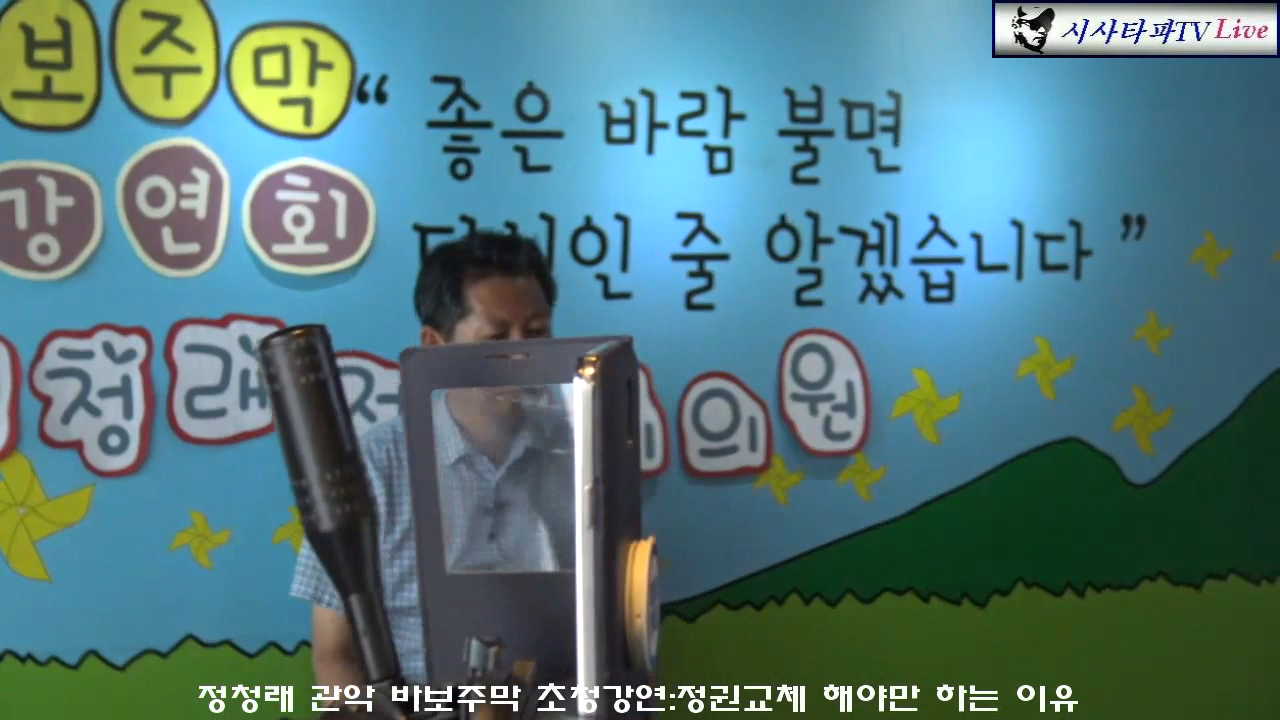 시사타파TV Live
보주막
“ 좋은 바람 불면
강연회
인 줄 알겠습니다 ”
청래
의원
정청래 관악 바보주막 초청강연:정권교체 해야만 하는 이유